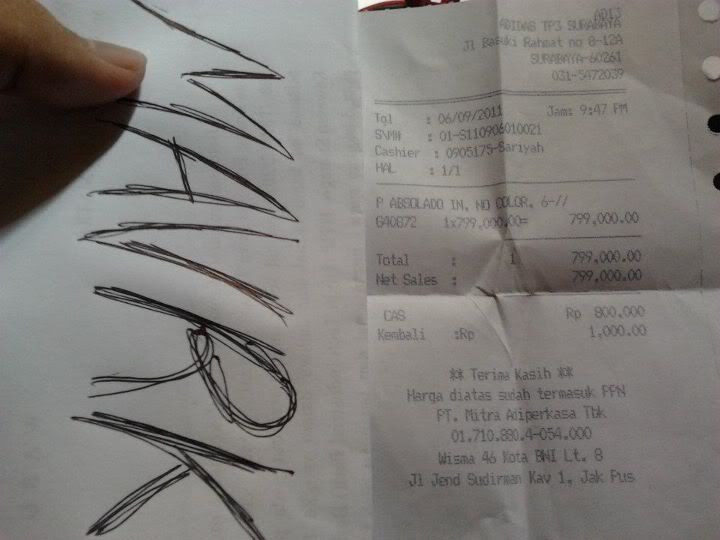 MAVRK
ADIJ
ADIDAS TP3 SURABAYA
Jl Basuki Rahmat no 8-12A
SURABAYA-60261
031-5472039
Tgl : 06/09/2011 Jam: 9:47 PM
: 01-S110906010021
Cashier : 0905175-Sariyah
HAL : 1/1
P ABSOLADO IN, NO COLOR, 6-//
G40872 1x799,000.00= 799,000.00
Total : 1 799,000.00
Net Sales : 799,000.00
CAS Rp 800.000
Kembali :Rp 1,000.00
** Terima Kasih **
Harga diatas sudah termasuk PPN
PT. Mitra Adiperkasa Tbk
01.710.880.4-054.000
Wisma 46 Kota BNI Lt. 8
Jl Jend Sudirman Kav 1, Jak Pus